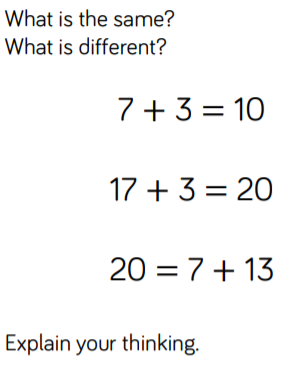 What is the same?
What is different?
7 + 3 = 10
17 + 3 = 20
20 = 7 + 13
Explain your thinking.